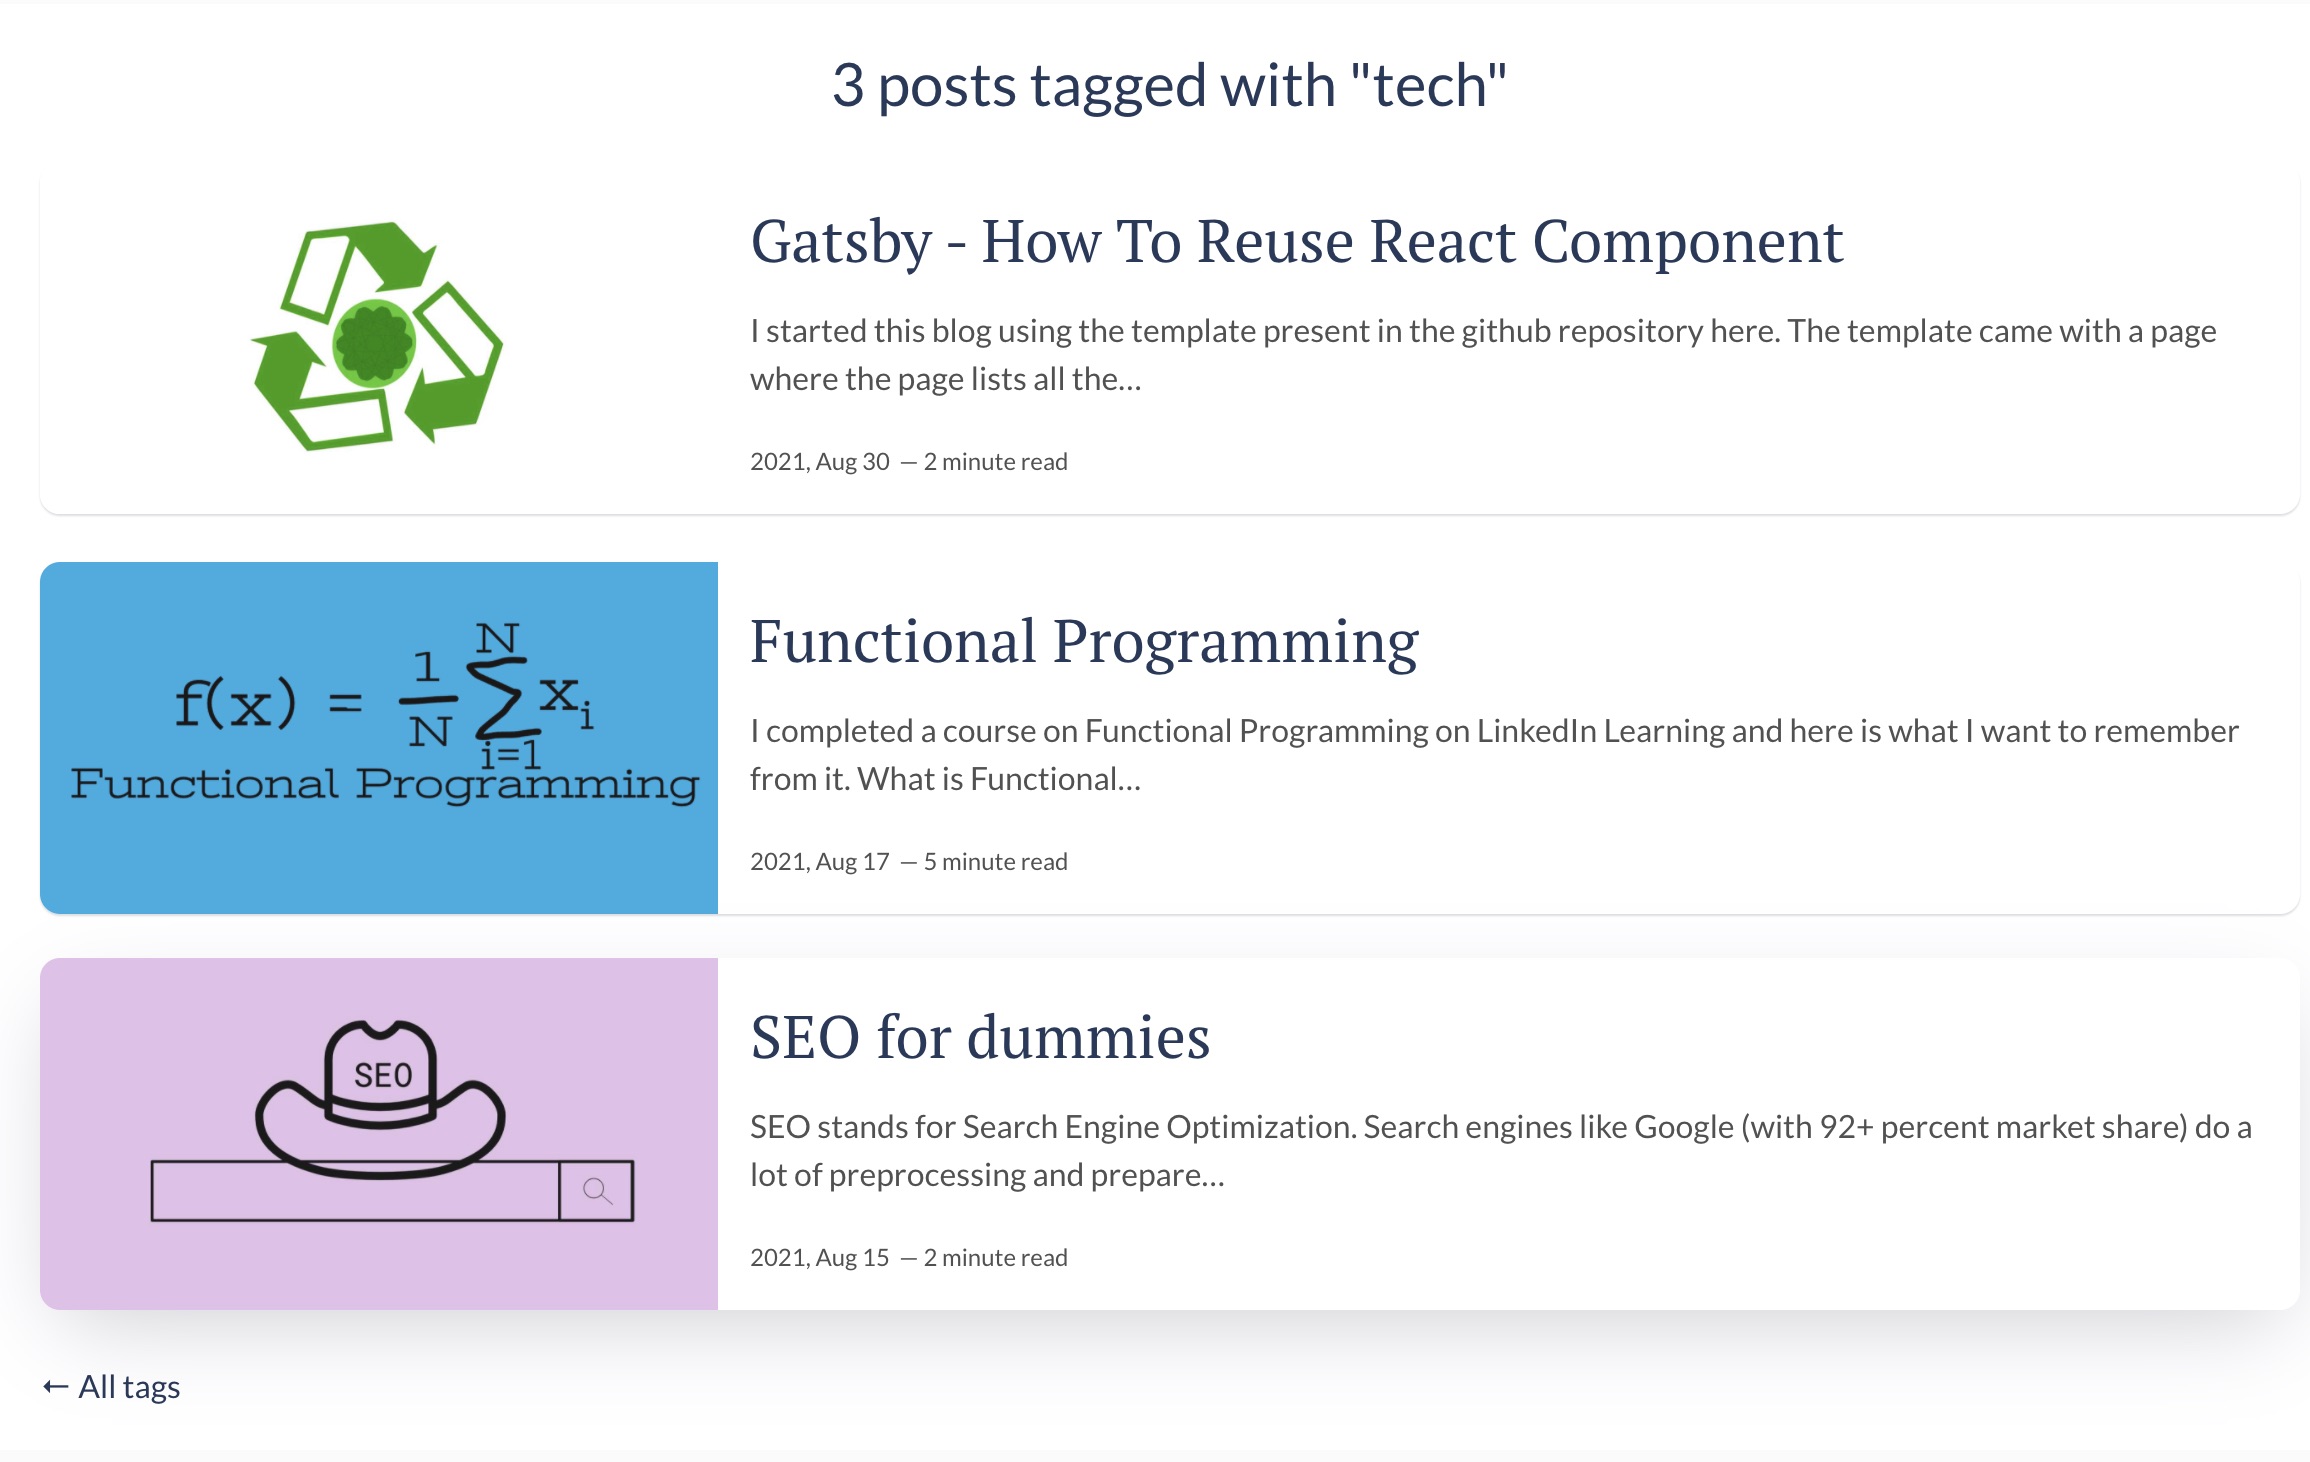 3 posts tagged with "tech"
Gatsby - How To Reuse React Component
I started this blog using the template present in the github repository here. The template came with a page
where the page lists all the...
2021, Aug 30 — 2 minute read
f(x) = 1/N N∑i=1 xi
Functional Programming
Functional Programming
I completed a course on Functional Programming on LinkedIn Learning and here is what I want to remember
from it. What is Functional...
2021, Aug 17 — 5 minute read
SEO
SEO for dummies
SEO stands for Search Engine Optimization. Search engines like Google (with 92+ percent market share) do a
lot of preprocessing and prepare...
2021, Aug 15 — 2 minute read
← All tags